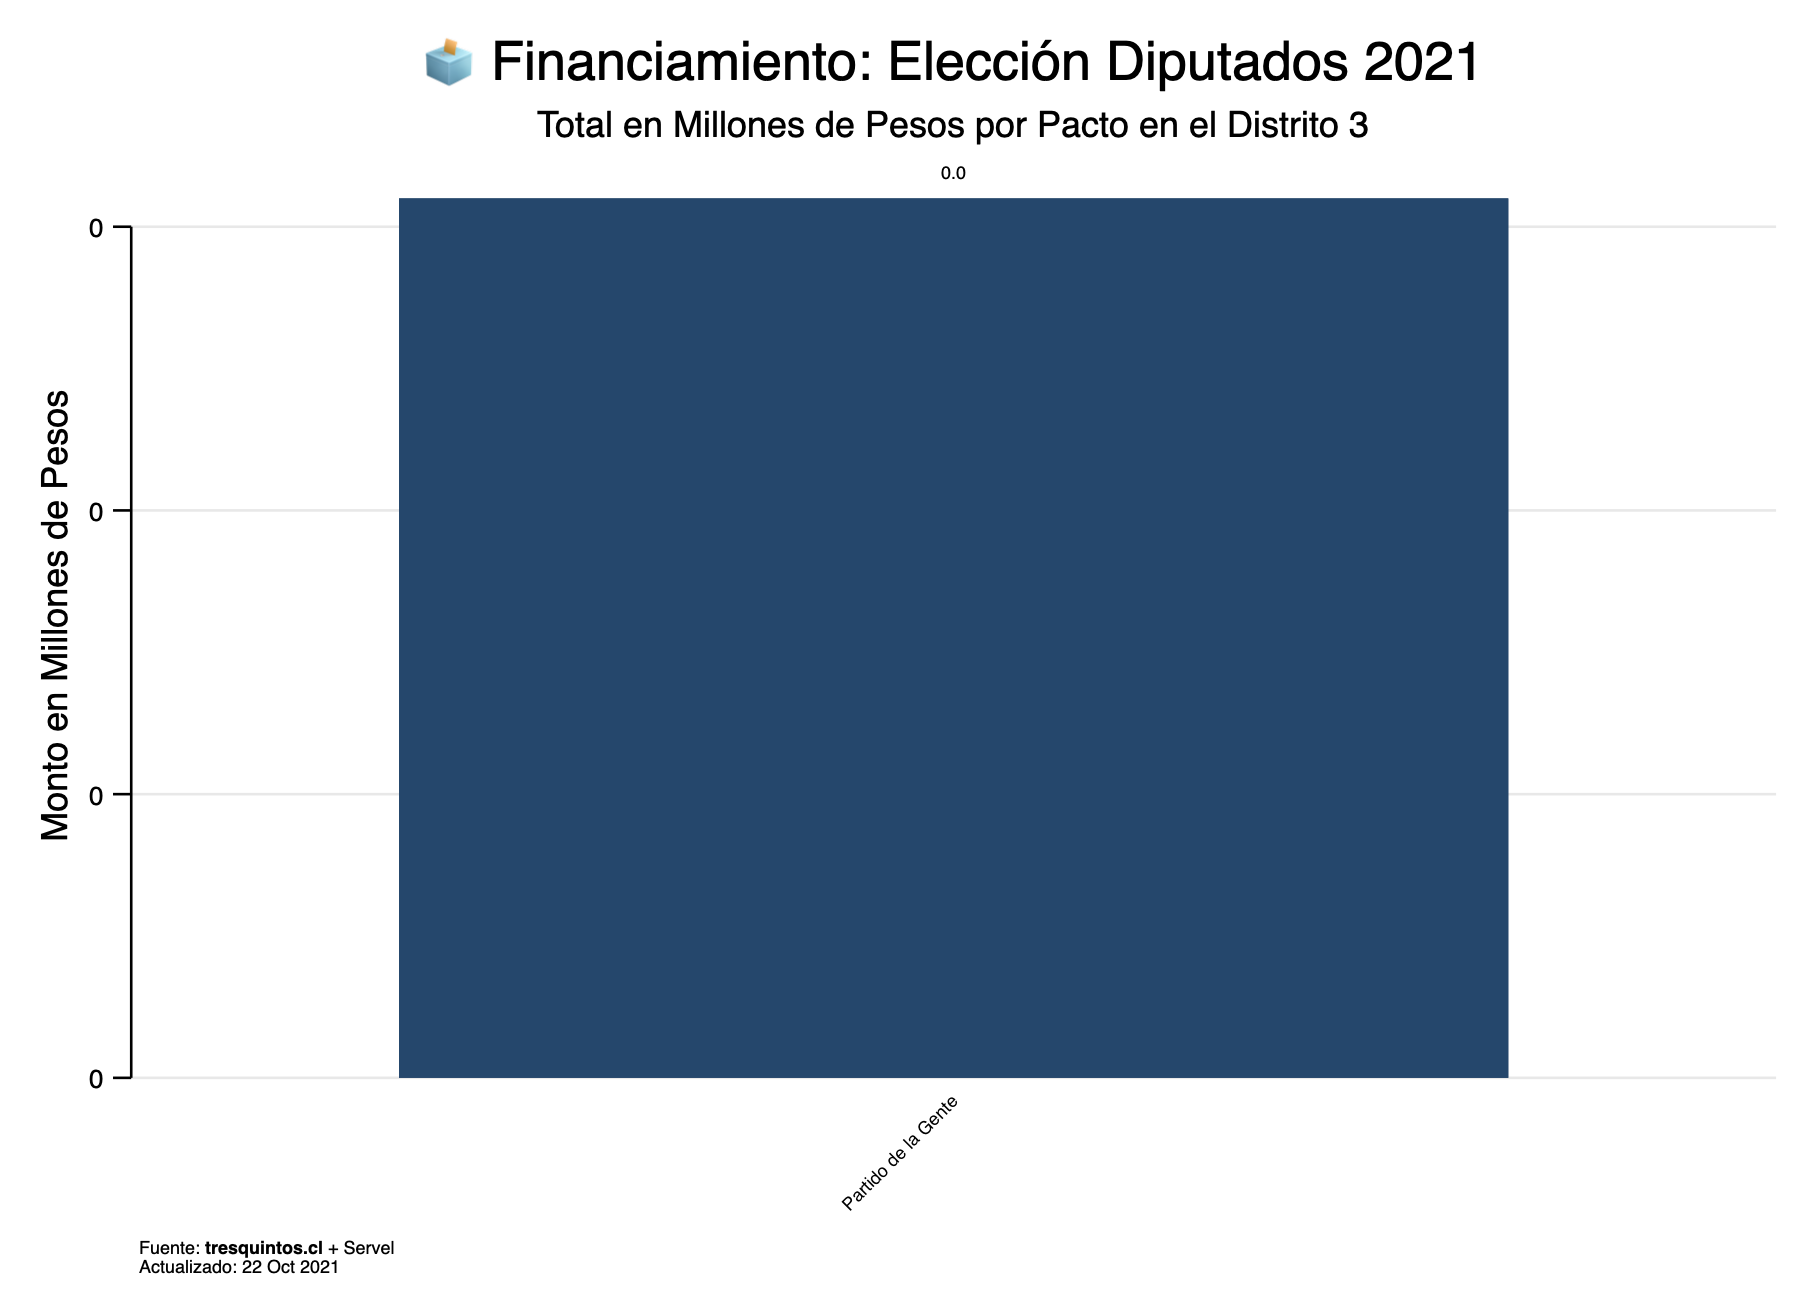 🗳️ Financiamiento: Elección Diputados 2021
Total en Millones de Pesos por Pacto en el Distrito 3
0.0
0
0
0
0
Monto en Millones de Pesos
Partido de la Gente
Fuente: tresquintos.cl + Servel
Actualizado: 22 Oct 2021